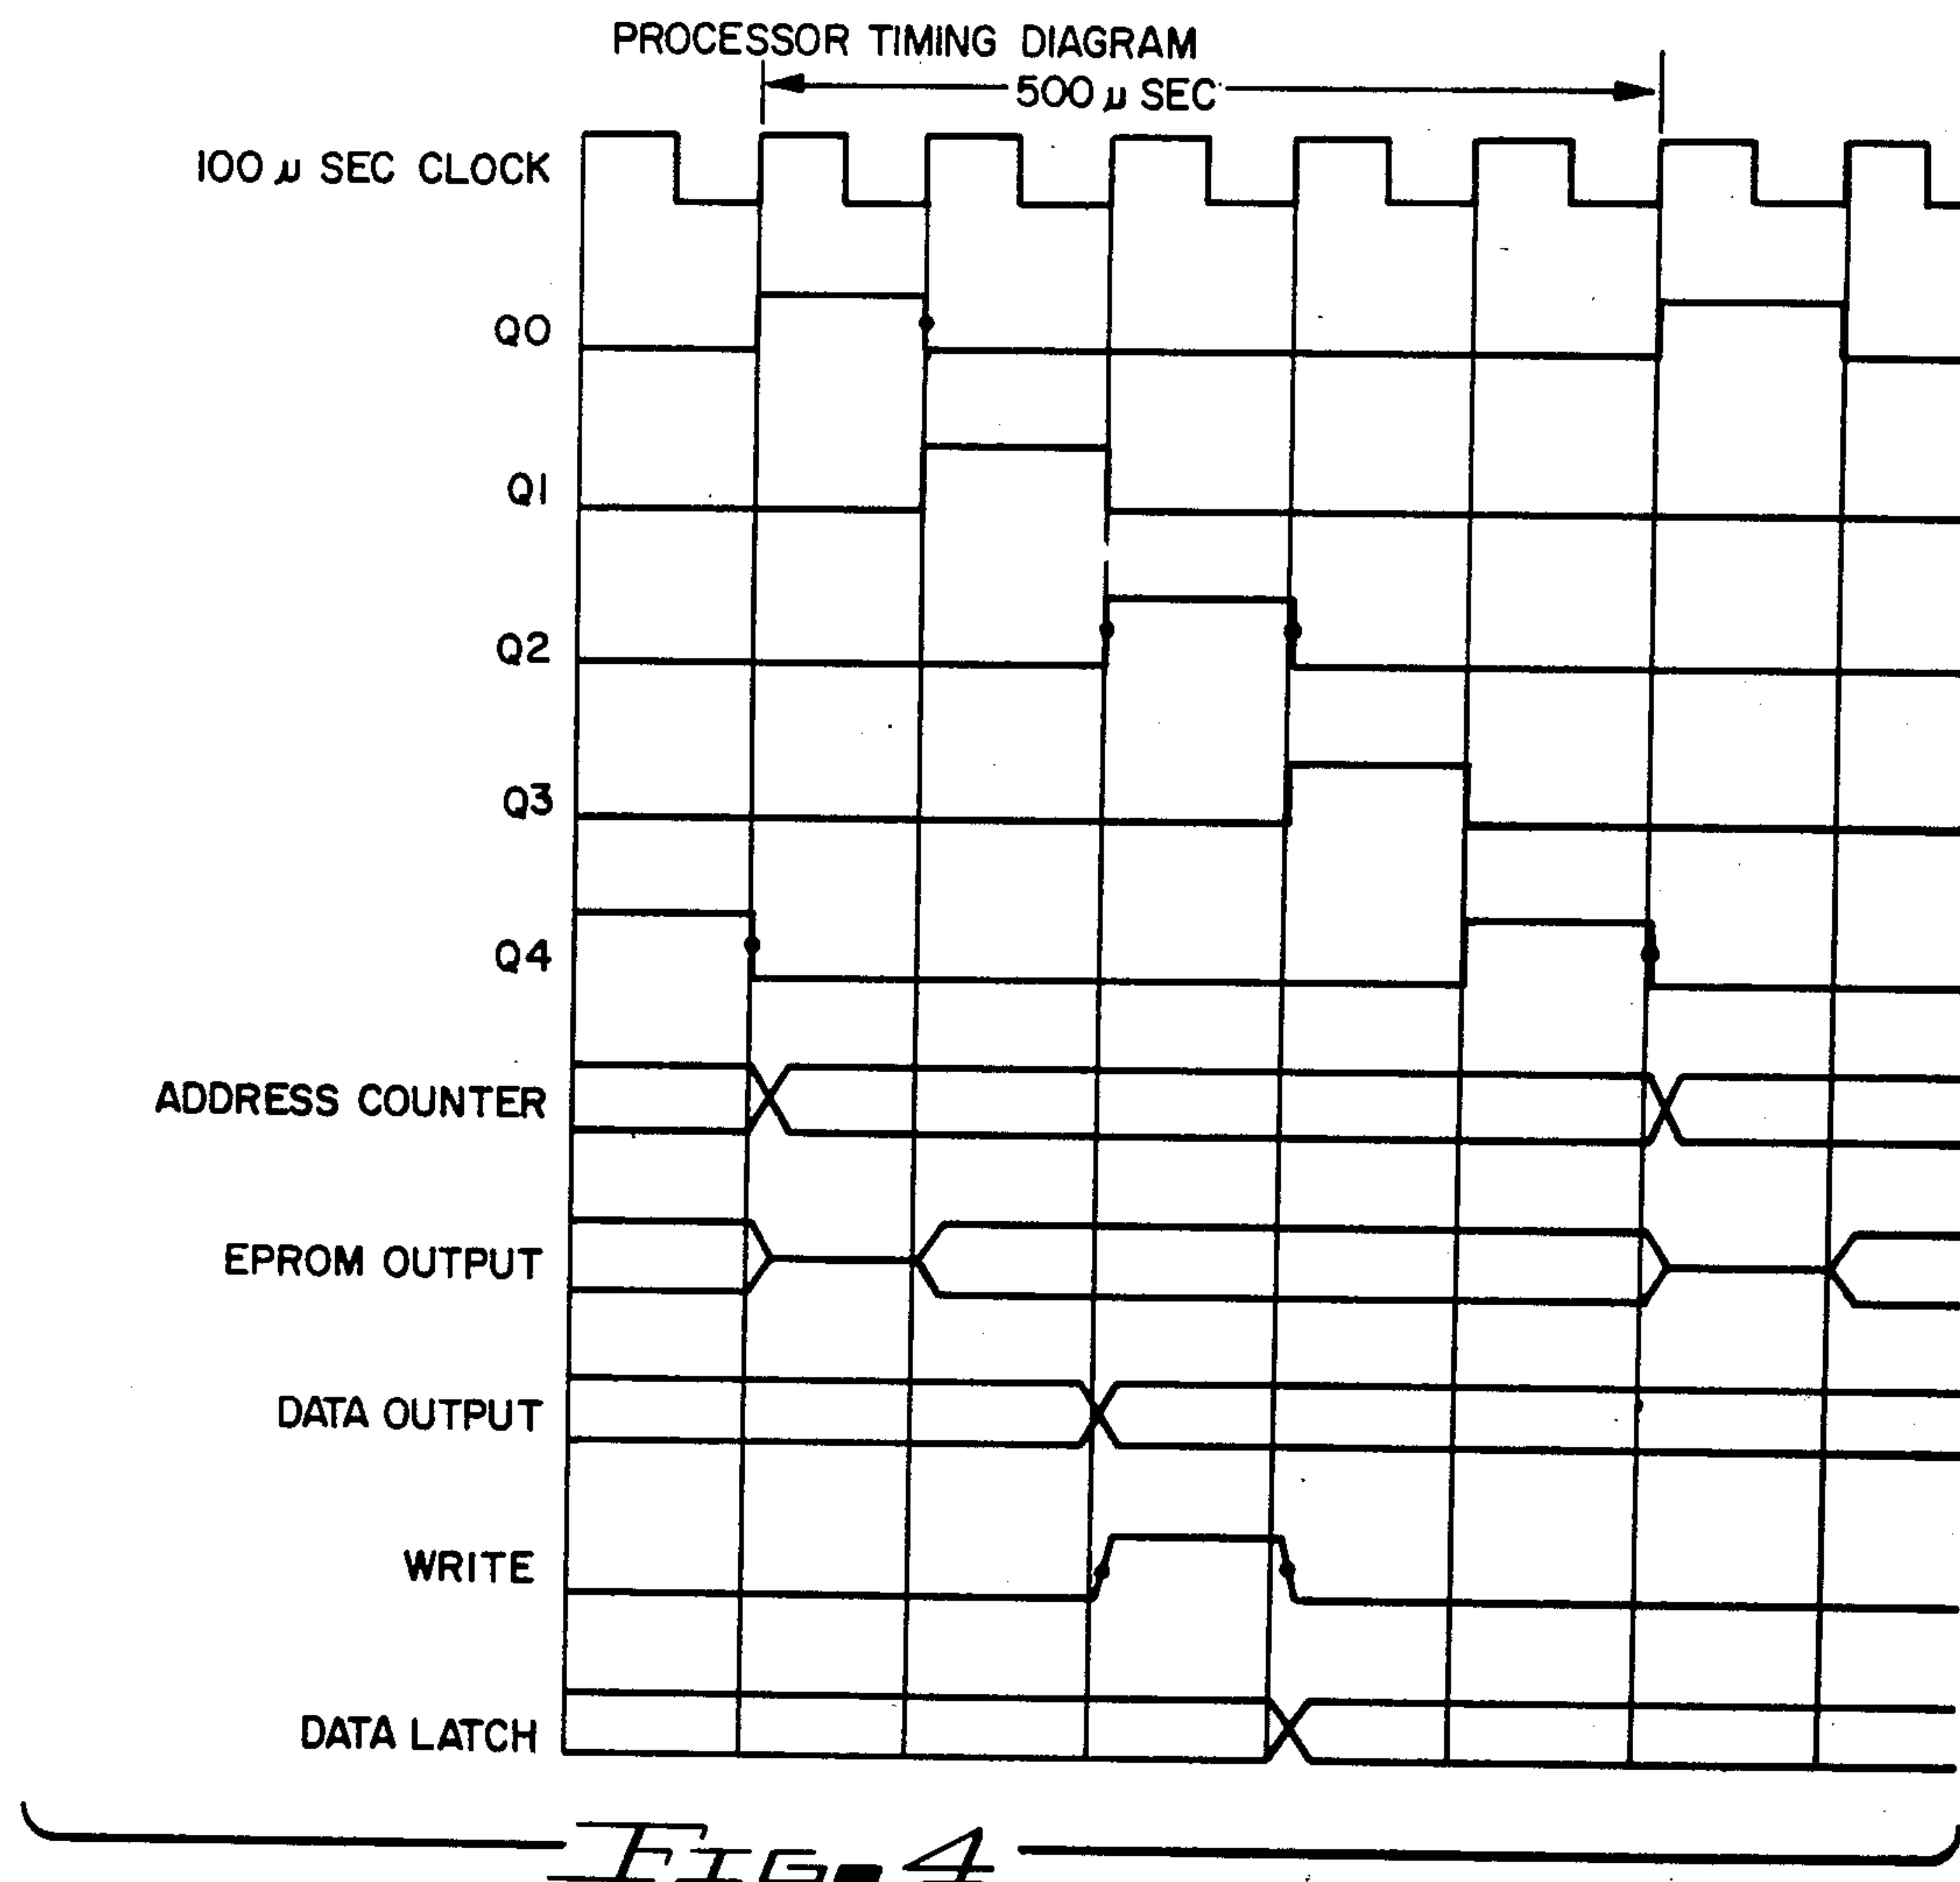 PROCESSOR TIMING DIAGRAM
500 µ SEC
100 µ SEC CLOCK
Q0
Q1
Q2
Q3
Q4
ADDRESS COUNTER
EPROM OUTPUT
DATA OUTPUT
WRITE
DATA LATCH
FIG-4